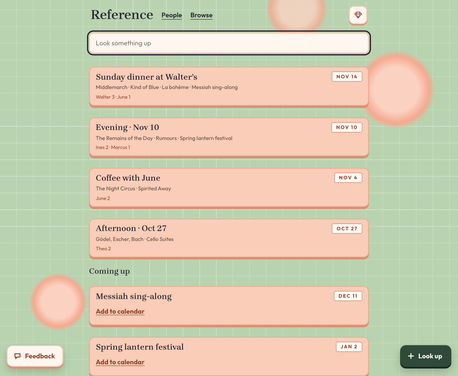 Reference People Browse
Look something up
Sunday dinner at Walter's NOV 14
Middlemarch · Kind of Blue · La bohème · Messiah sing-along
Walter 3 · June 1
Evening · Nov 10 NOV 10
The Remains of the Day · Rumours · Spring lantern festival
Ines 2 · Marcus 1
Coffee with June NOV 4
The Night Circus · Spirited Away
June 2
Afternoon · Oct 27 OCT 27
Gödel, Escher, Bach · Cello Suites
Theo 2
Coming up
Messiah sing-along DEC 11
Add to calendar
Spring lantern festival JAN 2
Add to calendar
Feedback
Look up